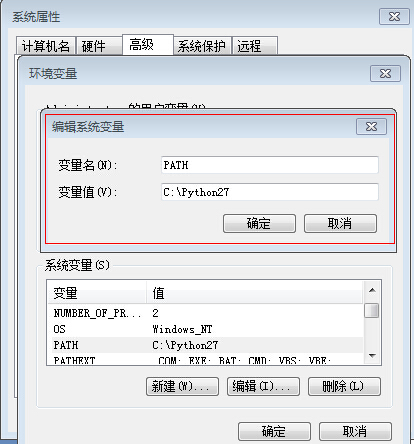 系统属性
计算机名 硬件 高级 系统保护 远程
环境变量
的用户变量(U)
编辑系统变量
变量名(N): PATH
变量值(V): C:\Python27
确定 取消
系统变量(S)
变量 值
NUMBER_OF_PR... 2
OS Windows_NT
PATH C:\Python27
PATHEXT .COM;.EXE;.BAT;.CMD;.VBS;.VBE;
新建(W)... 编辑(I)... 删除(L)
确定 取消